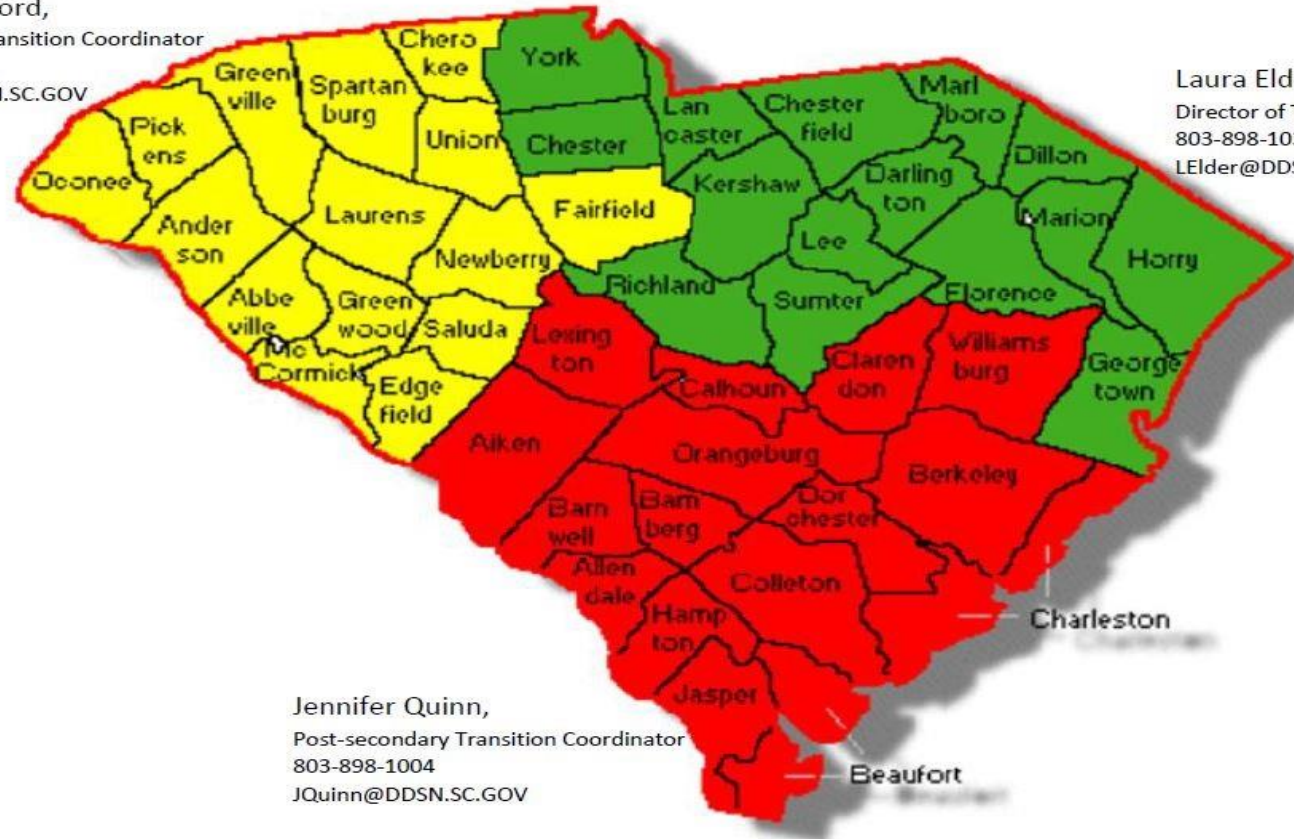 ord,
ansition Coordinator
N.SC.GOV
Laura Eld
Director of T
803-898-103
LElder@DDS
Chero
kee
York
Green
ville
Spartan
burg
Pick
ens
Union
Chester
Lan
caster
Chester
field
Marl
boro
Dillon
Oconee
Ander
son
Laurens
Newberry
Fairfield
Kershaw
Darling
ton
Lee
Marion
Horry
Abbe
ville
Green
wood
Saluda
Richland
Sumter
Florence
Mc
Cormick
Edge
field
Lexing
ton
Calhoun
Claren
don
Williams
burg
George
town
Aiken
Orangeburg
Berkeley
Barn
well
Bam
berg
Dor
chester
Allen
dale
Colleton
Hamp
ton
Charleston
Jasper
Beaufort
Jennifer Quinn,
Post-secondary Transition Coordinator
803-898-1004
JQuinn@DDSN.SC.GOV